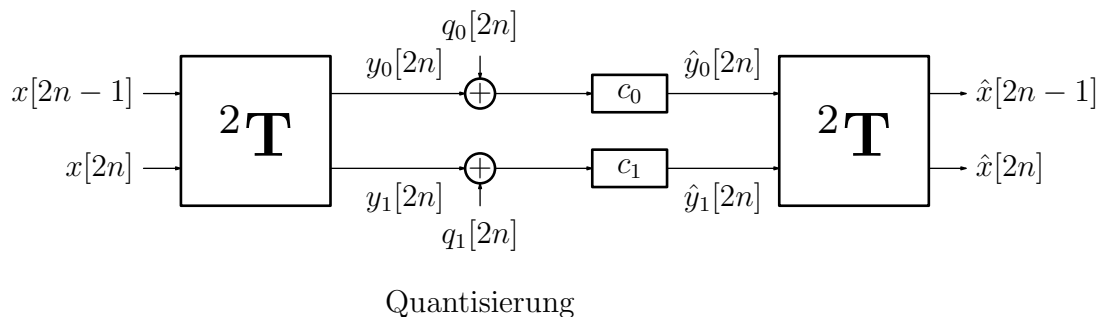 q₀[2n]
x[2n − 1] ²T y₀[2n] + c₀ ŷ₀[2n] ²T x̂[2n − 1]
x[2n] y₁[2n] + c₁ ŷ₁[2n] x̂[2n]
q₁[2n]
Quantisierung